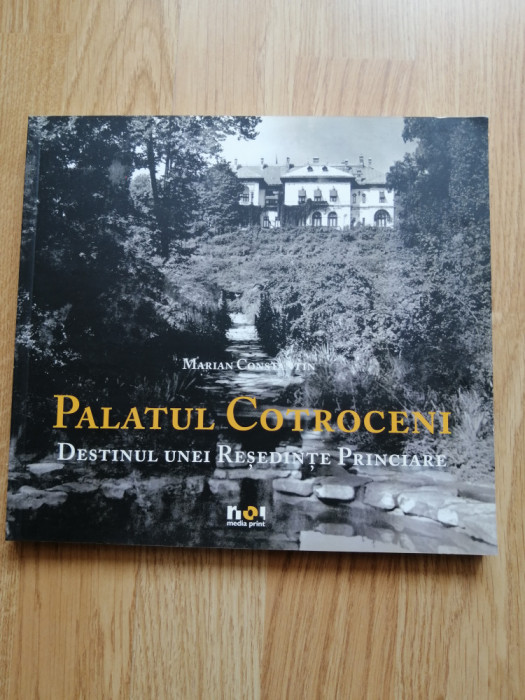 MARIAN CONSTANTIN
PALATUL COTROCENI
DESTINUL UNEI REȘEDINȚE PRINCIARE
noi
media print